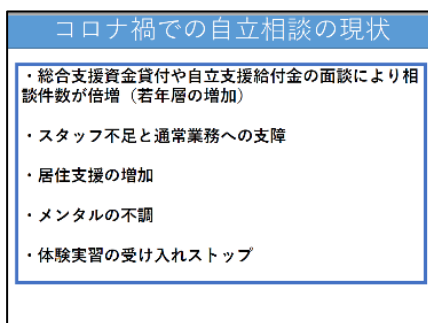 コロナ禍での自立相談の現状
・総合支援資金貸付や自立支援給付金の面談により相
談件数が倍増（若年層の増加）
・スタッフ不足と通常業務への支障
・居住支援の増加
・メンタルの不調
・体験実習の受け入れストップ